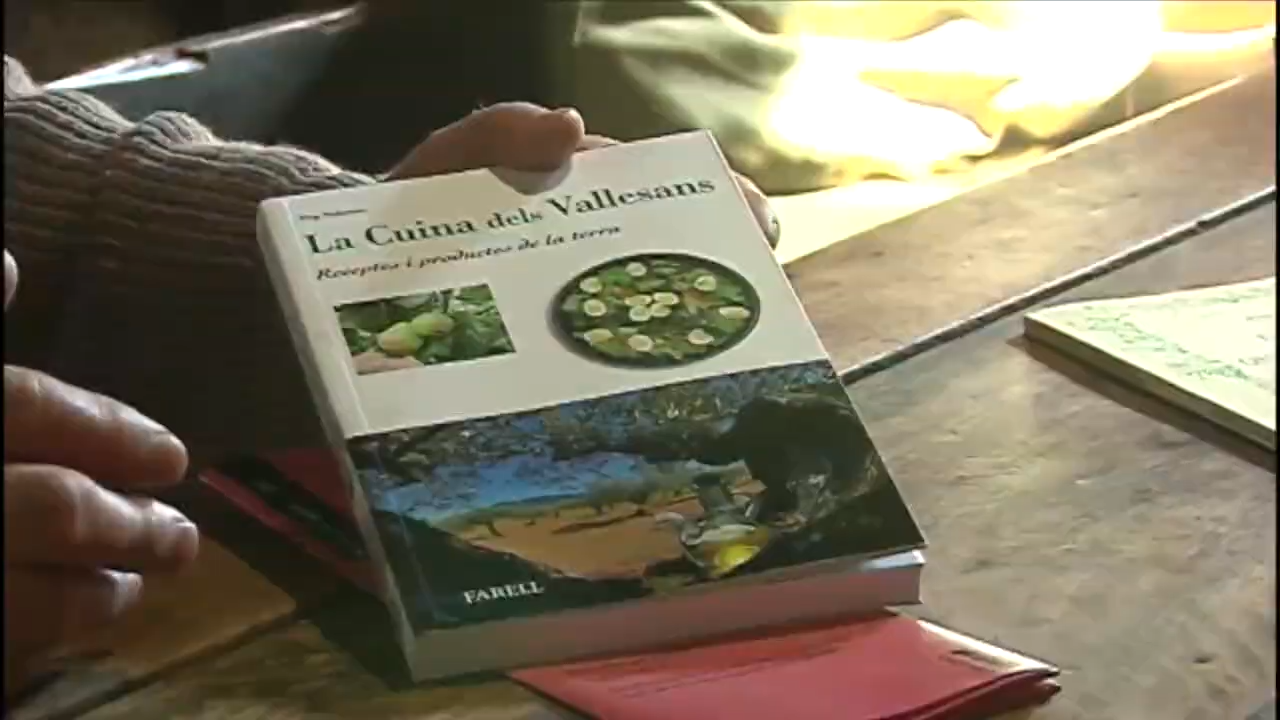 La Cuina dels Vallesans
Receptes i productes de la terra
FARELL